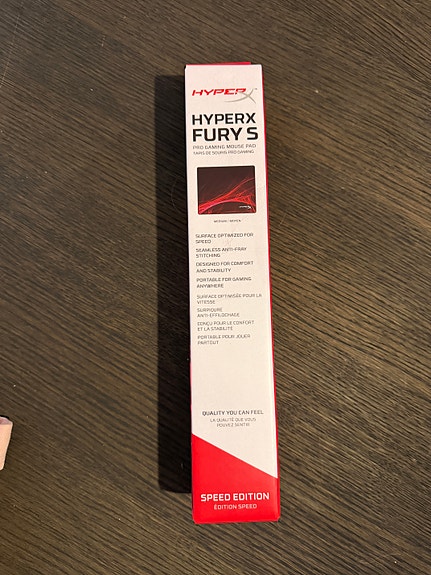 HYPERX
HYPERX
FURY S
PRO GAMING MOUSE PAD
TAPIS DE SOURIS PRO GAMING
SURFACE OPTIMIZED FOR
SPEED
SEAMLESS ANTI-FRAY
STITCHING
DESIGNED FOR COMFORT
AND STABILITY
PORTABLE FOR GAMING
ANYWHERE
SURFACE OPTIMISÉE POUR LA
VITESSE
SURPIQÛRE
ANTI-EFFILOCHAGE
CONÇU POUR LE CONFORT
ET LA STABILITÉ
PORTABLE POUR JOUER
PARTOUT
QUALITY YOU CAN FEEL
LA QUALITÉ QUE VOUS
POUVEZ SENTIR
SPEED EDITION
ÉDITION SPEED